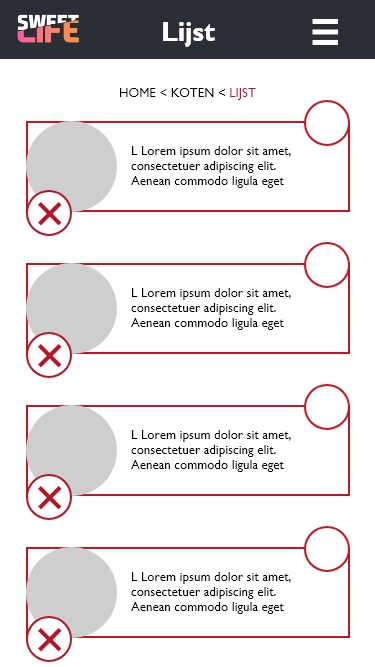 SWEET
LIFE
Lijst
HOME < KOTEN < LIJST
L Lorem ipsum dolor sit amet,
consectetuer adipiscing elit.
Aenean commodo ligula eget
L Lorem ipsum dolor sit amet,
consectetuer adipiscing elit.
Aenean commodo ligula eget
L Lorem ipsum dolor sit amet,
consectetuer adipiscing elit.
Aenean commodo ligula eget
L Lorem ipsum dolor sit amet,
consectetuer adipiscing elit.
Aenean commodo ligula eget